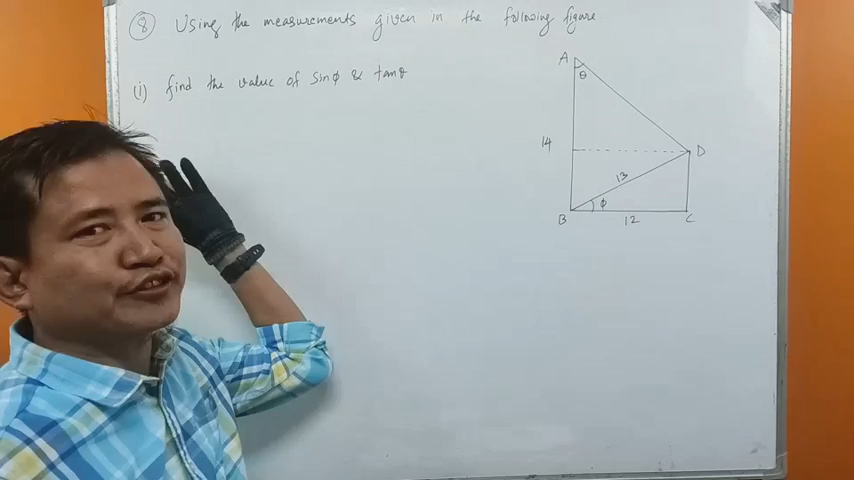 ⑧ Using the measurements given in the following figure
(i) find the value of sinϕ & tanθ
A
θ
14
D
13
ϕ
B
12
C